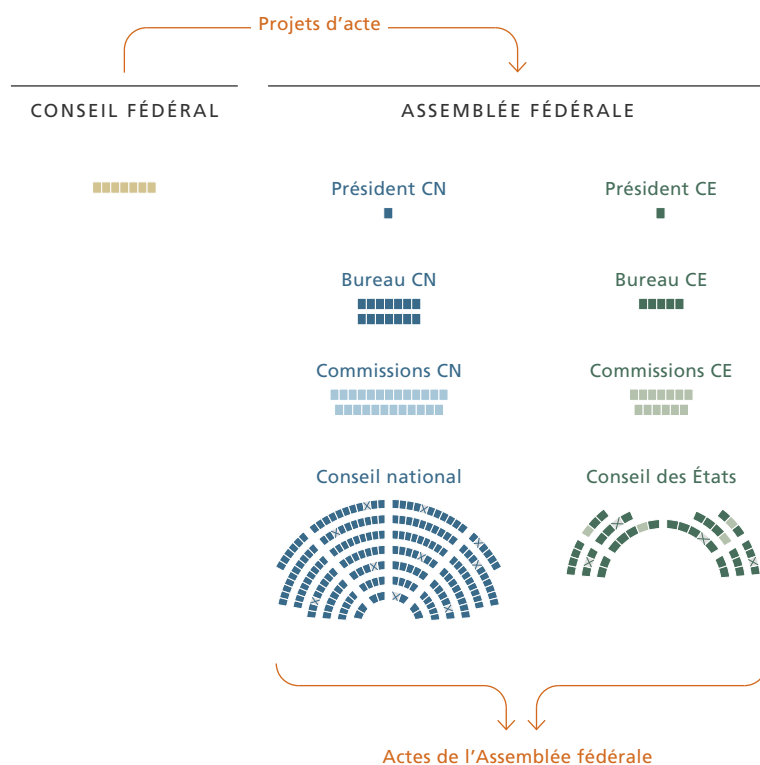 Projets d'acte
CONSEIL FÉDÉRAL
ASSEMBLÉE FÉDÉRALE
Président CN
Président CE
Bureau CN
Bureau CE
Commissions CN
Commissions CE
Conseil national
Conseil des États
Actes de l'Assemblée fédérale